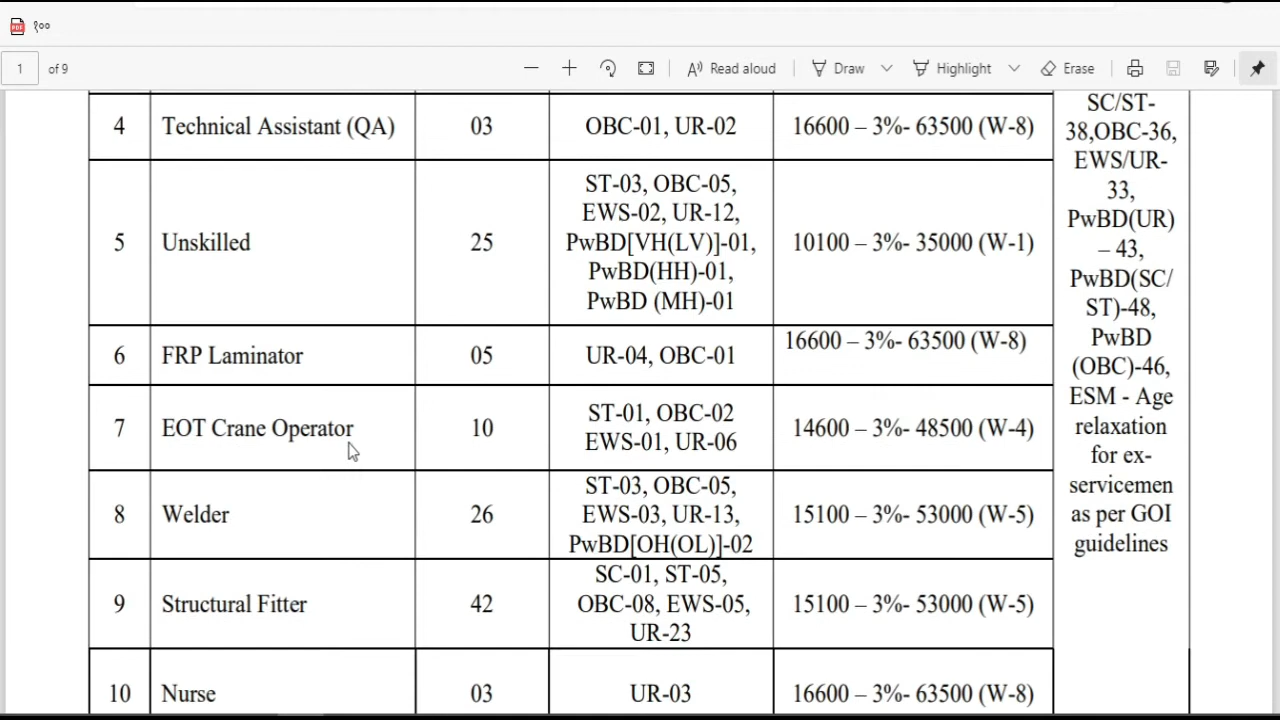 PDF १००
1 of 9 Read aloud Draw Highlight Erase
4 Technical Assistant (QA) 03 OBC-01, UR-02 16600 – 3%- 63500 (W-8)
5 Unskilled 25 ST-03, OBC-05,
EWS-02, UR-12,
PwBD[VH(LV)]-01,
PwBD(HH)-01,
PwBD (MH)-01 10100 – 3%- 35000 (W-1)
6 FRP Laminator 05 UR-04, OBC-01 16600 – 3%- 63500 (W-8)
7 EOT Crane Operator 10 ST-01, OBC-02
EWS-01, UR-06 14600 – 3%- 48500 (W-4)
8 Welder 26 ST-03, OBC-05,
EWS-03, UR-13,
PwBD[OH(OL)]-02 15100 – 3%- 53000 (W-5)
9 Structural Fitter 42 SC-01, ST-05,
OBC-08, EWS-05,
UR-23 15100 – 3%- 53000 (W-5)
10 Nurse 03 UR-03 16600 – 3%- 63500 (W-8)
SC/ST-
38,OBC-36,
EWS/UR-
33,
PwBD(UR)
– 43,
PwBD(SC/
ST)-48,
PwBD
(OBC)-46,
ESM - Age
relaxation
for ex-
servicemen
as per GOI
guidelines